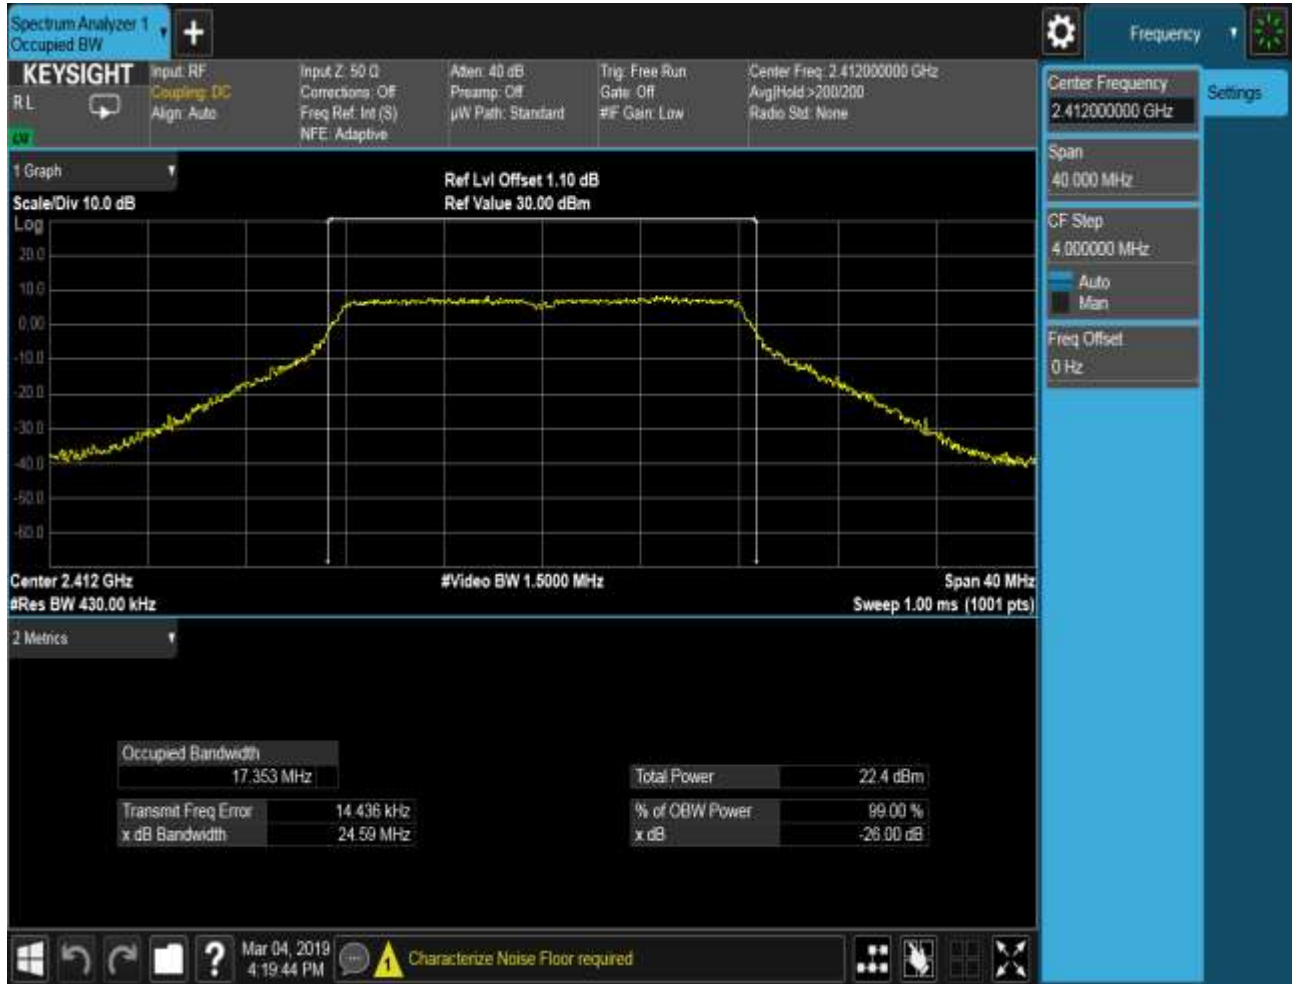 Spectrum Analyzer 1
Occupied BW
Frequency
KEYSIGHT
RL
Input: RF
Coupling: DC
Align: Auto
Input Z: 50 Ω
Corrections: Off
Freq Ref: Int (S)
NFE: Adaptive
Atten: 40 dB
Preamp: Off
µW Path: Standard
Trig: Free Run
Gate: Off
#IF Gain: Low
Center Freq: 2.412000000 GHz
Avg|Hold:>200/200
Radio Std: None
Center Frequency
2.412000000 GHz
Settings
Span
40.000 MHz
CF Step
4.000000 MHz
Auto
Man
Freq Offset
0 Hz
1 Graph
Scale/Div 10.0 dB
Ref Lvl Offset 1.10 dB
Ref Value 30.00 dBm
Log
20.0
10.0
0.00
-10.0
-20.0
-30.0
-40.0
-50.0
-60.0
Center 2.412 GHz
#Video BW 1.5000 MHz
Span 40 MHz
#Res BW 430.00 kHz
Sweep 1.00 ms (1001 pts)
2 Metrics
Occupied Bandwidth
17.353 MHz
Total Power 22.4 dBm
Transmit Freq Error 14.436 kHz
% of OBW Power 99.00 %
x dB Bandwidth 24.59 MHz
x dB -26.00 dB
?
Mar 04, 2019
4:19:44 PM
1
Characterize Noise Floor required